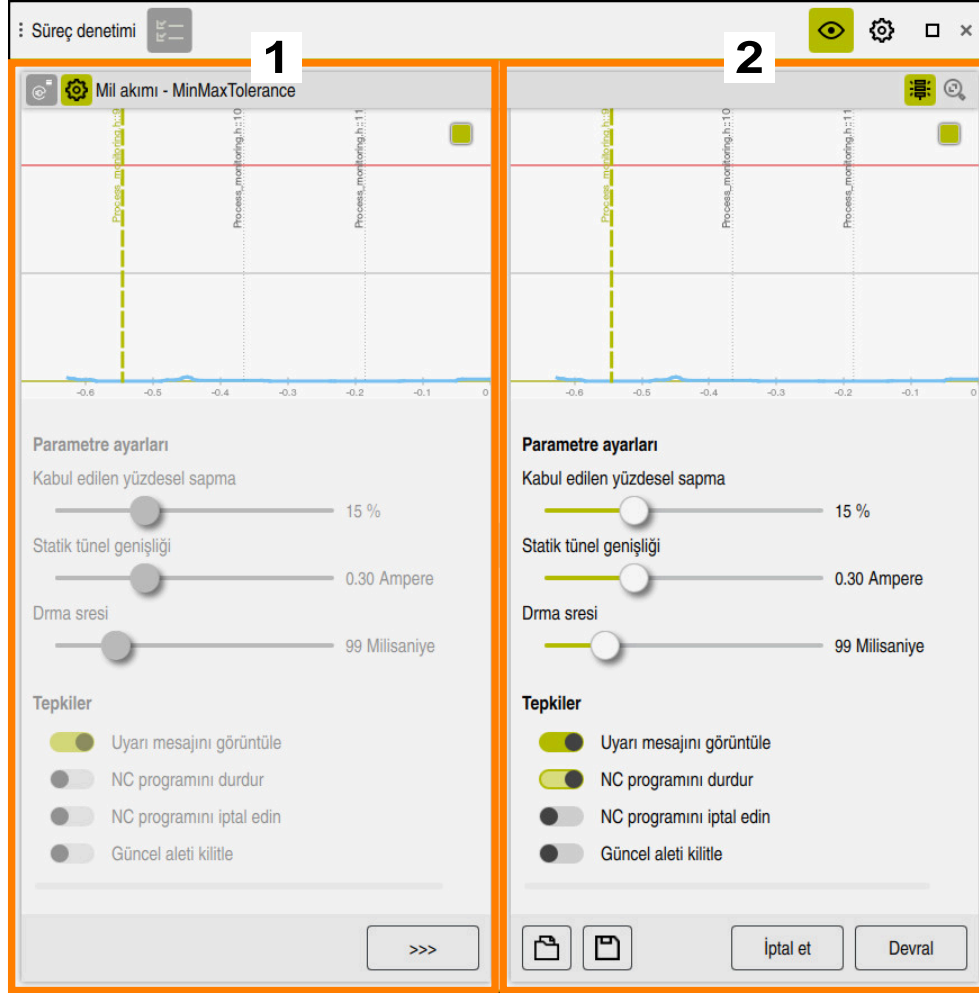 Süreç denetimi
1
2
Mil akımı - MinMaxTolerance
Process_monitoring.h::9
Process_monitoring.h::10
Process_monitoring.h::11
-0.6
-0.5
-0.4
-0.3
-0.2
-0.1
0
Parametre ayarları
Kabul edilen yüzdesel sapma
15 %
Statik tünel genişliği
0.30 Ampere
Drma sresi
99 Milisaniye
Tepkiler
Uyarı mesajını görüntüle
NC programını durdur
NC programını iptal edin
Güncel aleti kilitle
>>>
Process_monitoring.h::9
Process_monitoring.h::10
Process_monitoring.h::11
-0.6
-0.5
-0.4
-0.3
-0.2
-0.1
0
Parametre ayarları
Kabul edilen yüzdesel sapma
15 %
Statik tünel genişliği
0.30 Ampere
Drma sresi
99 Milisaniye
Tepkiler
Uyarı mesajını görüntüle
NC programını durdur
NC programını iptal edin
Güncel aleti kilitle
İptal et
Devral